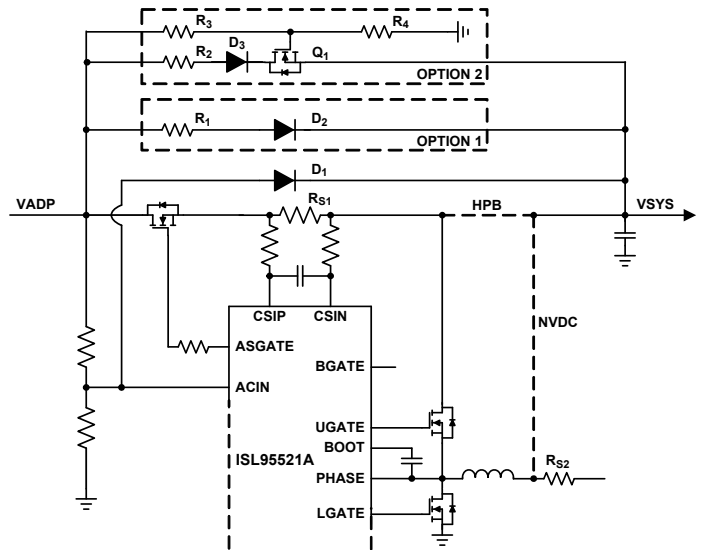 R3
R4
D3
R2
Q1
OPTION 2
R1
D2
OPTION 1
D1
VADP
RS1
HPB
VSYS
CSIP
CSIN
NVDC
ASGATE
BGATE
ACIN
UGATE
BOOT
ISL95521A
PHASE
RS2
LGATE